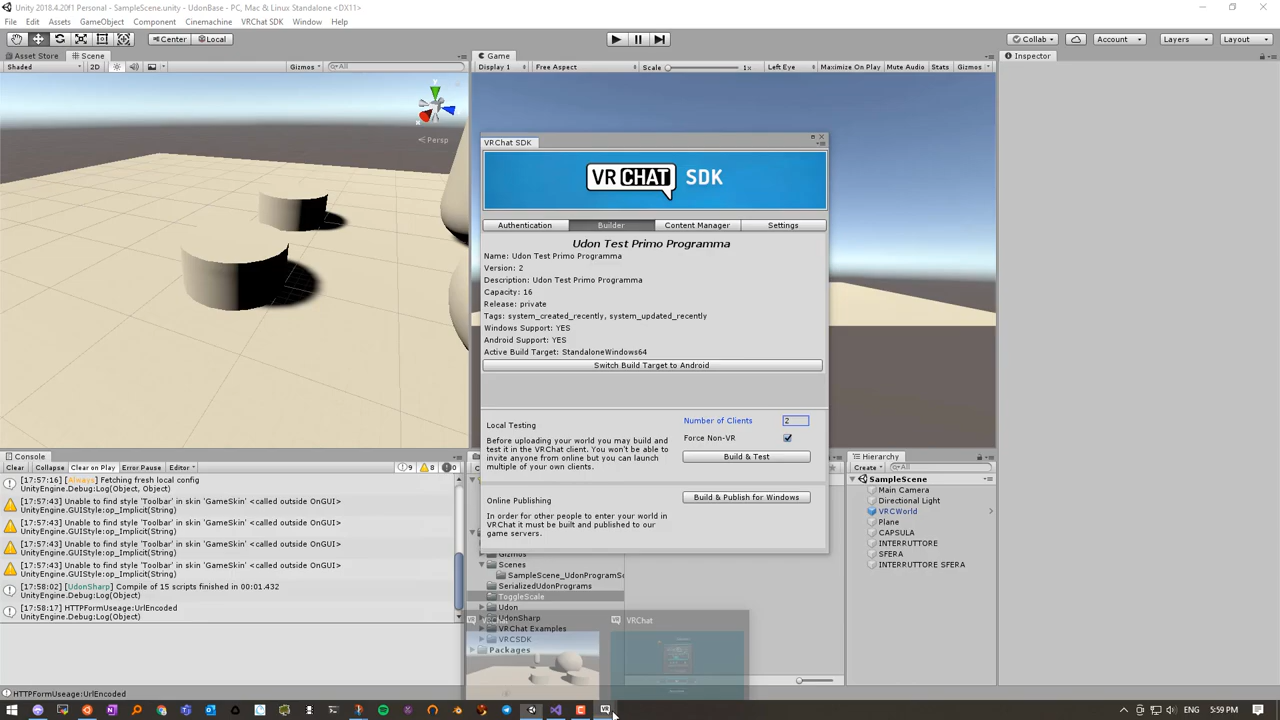 Unity 2018.4.20f1 Personal - SampleScene.unity - UdonBase - PC, Mac & Linux Standalone <DX11>
File Edit Assets GameObject Component Cinemachine VRChat SDK Window Help
Center Local Collab Account Layers Layout
Asset Store Scene Game Inspector
Shaded 2D Gizmos All Display 1 Free Aspect Scale 1x Left Eye Maximize On Play Mute Audio Stats Gizmos
Persp
VRChat SDK
VR CHAT SDK
Authentication Builder Content Manager Settings
Udon Test Primo Programma
Name: Udon Test Primo Programma
Version: 2
Description: Udon Test Primo Programma
Capacity: 16
Release: private
Tags: system_created_recently, system_updated_recently
Windows Support: YES
Android Support: YES
Active Build Target: StandaloneWindows64
Switch Build Target to Android
Number of Clients 2
Local Testing
Force Non-VR
Before uploading your world you may build and
test it in the VRChat client. You won't be able to
invite anyone from online but you can launch
multiple of your own clients.
Build & Test
Online Publishing
Build & Publish for Windows
In order for other people to enter your world in
VRChat it must be built and published to our
game servers.
Console
Clear Collapse Clear on Play Error Pause Editor 9 8 0
[17:57:16] [Always] Fetching fresh local config
UnityEngine.Debug:Log(Object, Object)
[17:57:43] Unable to find style 'Toolbar' in skin 'GameSkin' <called outside OnGUI>
UnityEngine.GUIStyle:op_Implicit(String)
[17:57:43] Unable to find style 'Toolbar' in skin 'GameSkin' <called outside OnGUI>
UnityEngine.GUIStyle:op_Implicit(String)
[17:57:43] Unable to find style 'Toolbar' in skin 'GameSkin' <called outside OnGUI>
UnityEngine.GUIStyle:op_Implicit(String)
[17:57:43] Unable to find style 'Toolbar' in skin 'GameSkin' <called outside OnGUI>
UnityEngine.GUIStyle:op_Implicit(String)
[17:58:02] [UdonSharp] Compile of 15 scripts finished in 00:01.432
UnityEngine.Debug:Log(Object)
[17:58:17] HTTPFormUseage:UrlEncoded
UnityEngine.Debug:Log(Object)
Gizmos
Scenes
SampleScene_UdonProgramSo
SerializedUdonPrograms
ToggleScale
Udon
UdonSharp
VRChat Examples
VRCSDK
Packages
VRChat
Hierarchy
Create All
SampleScene
Main Camera
Directional Light
VRCWorld
Plane
CAPSULA
INTERRUTTORE
SFERA
INTERRUTTORE SFERA
HTTPFormUseage:UrlEncoded
5:59 PM